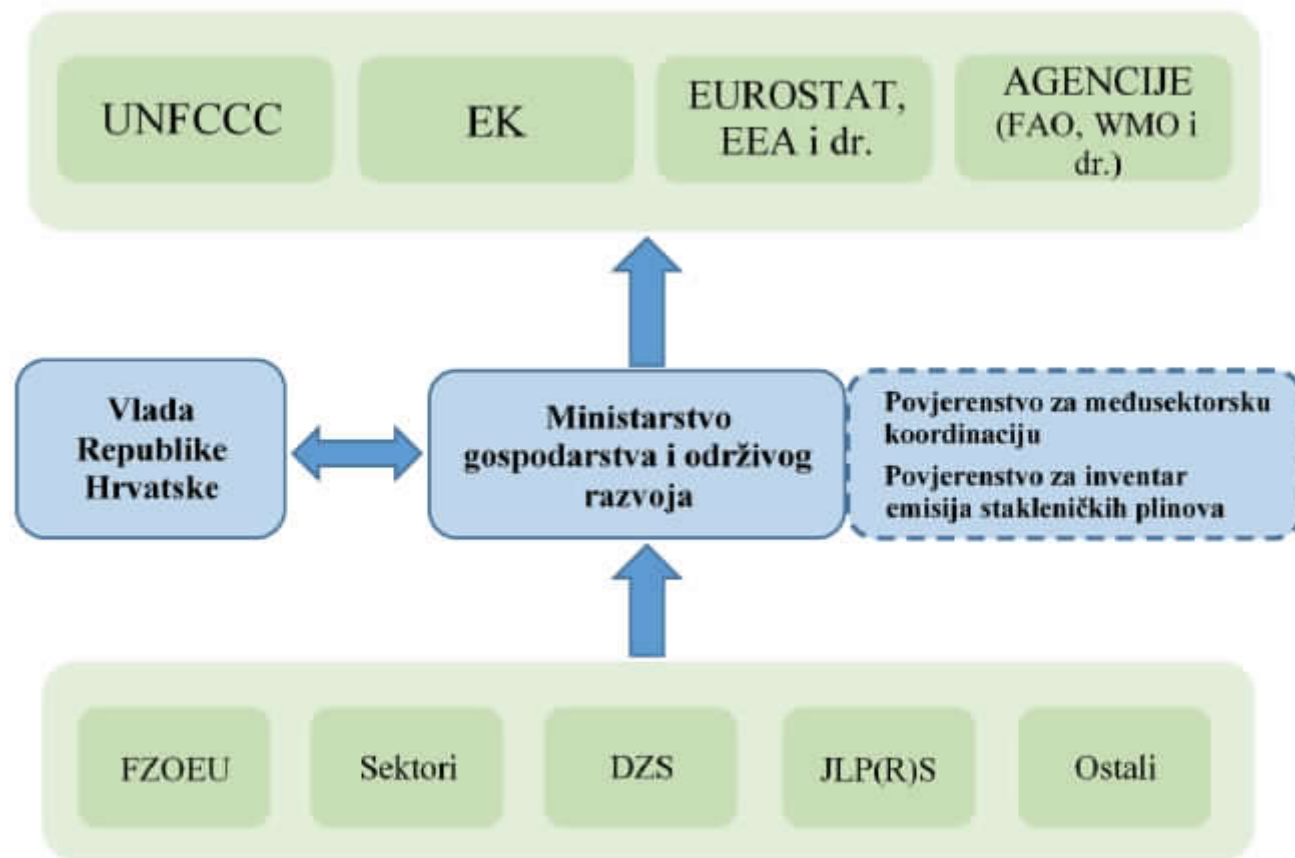 UNFCCC
EK
EUROSTAT,
EEA i dr.
AGENCIJE
(FAO, WMO i
dr.)
Vlada
Republike
Hrvatske
Ministarstvo
gospodarstva i održivog
razvoja
Povjerenstvo za međusektorsku
koordinaciju
Povjerenstvo za inventar
emisija stakleničkih plinova
FZOEU
Sektori
DZS
JLP(R)S
Ostali